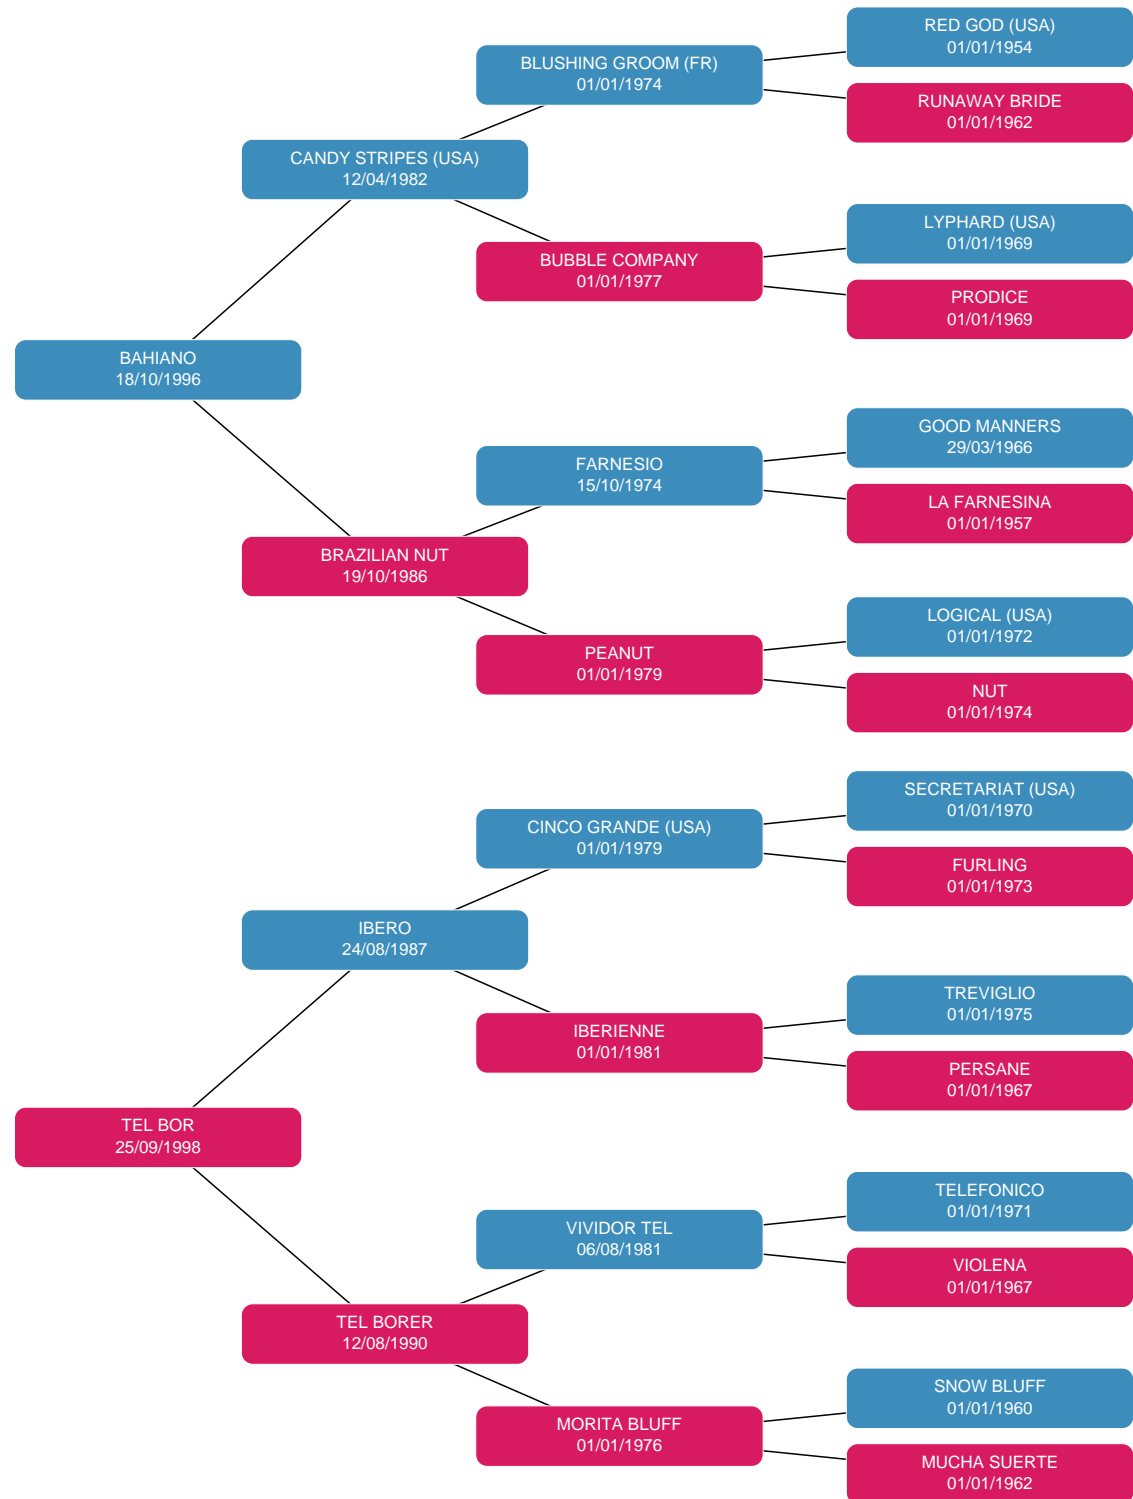 RED GOD (USA)
01/01/1954
BLUSHING GROOM (FR)
01/01/1974
RUNAWAY BRIDE
01/01/1962
CANDY STRIPES (USA)
12/04/1982
LYPHARD (USA)
01/01/1969
BUBBLE COMPANY
01/01/1977
PRODICE
01/01/1969
BAHIANO
18/10/1996
GOOD MANNERS
29/03/1966
FARNESIO
15/10/1974
LA FARNESINA
01/01/1957
BRAZILIAN NUT
19/10/1986
LOGICAL (USA)
01/01/1972
PEANUT
01/01/1979
NUT
01/01/1974
SECRETARIAT (USA)
01/01/1970
CINCO GRANDE (USA)
01/01/1979
FURLING
01/01/1973
IBERO
24/08/1987
TREVIGLIO
01/01/1975
IBERIENNE
01/01/1981
PERSANE
01/01/1967
TEL BOR
25/09/1998
TELEFONICO
01/01/1971
VIVIDOR TEL
06/08/1981
VIOLENA
01/01/1967
TEL BORER
12/08/1990
SNOW BLUFF
01/01/1960
MORITA BLUFF
01/01/1976
MUCHA SUERTE
01/01/1962